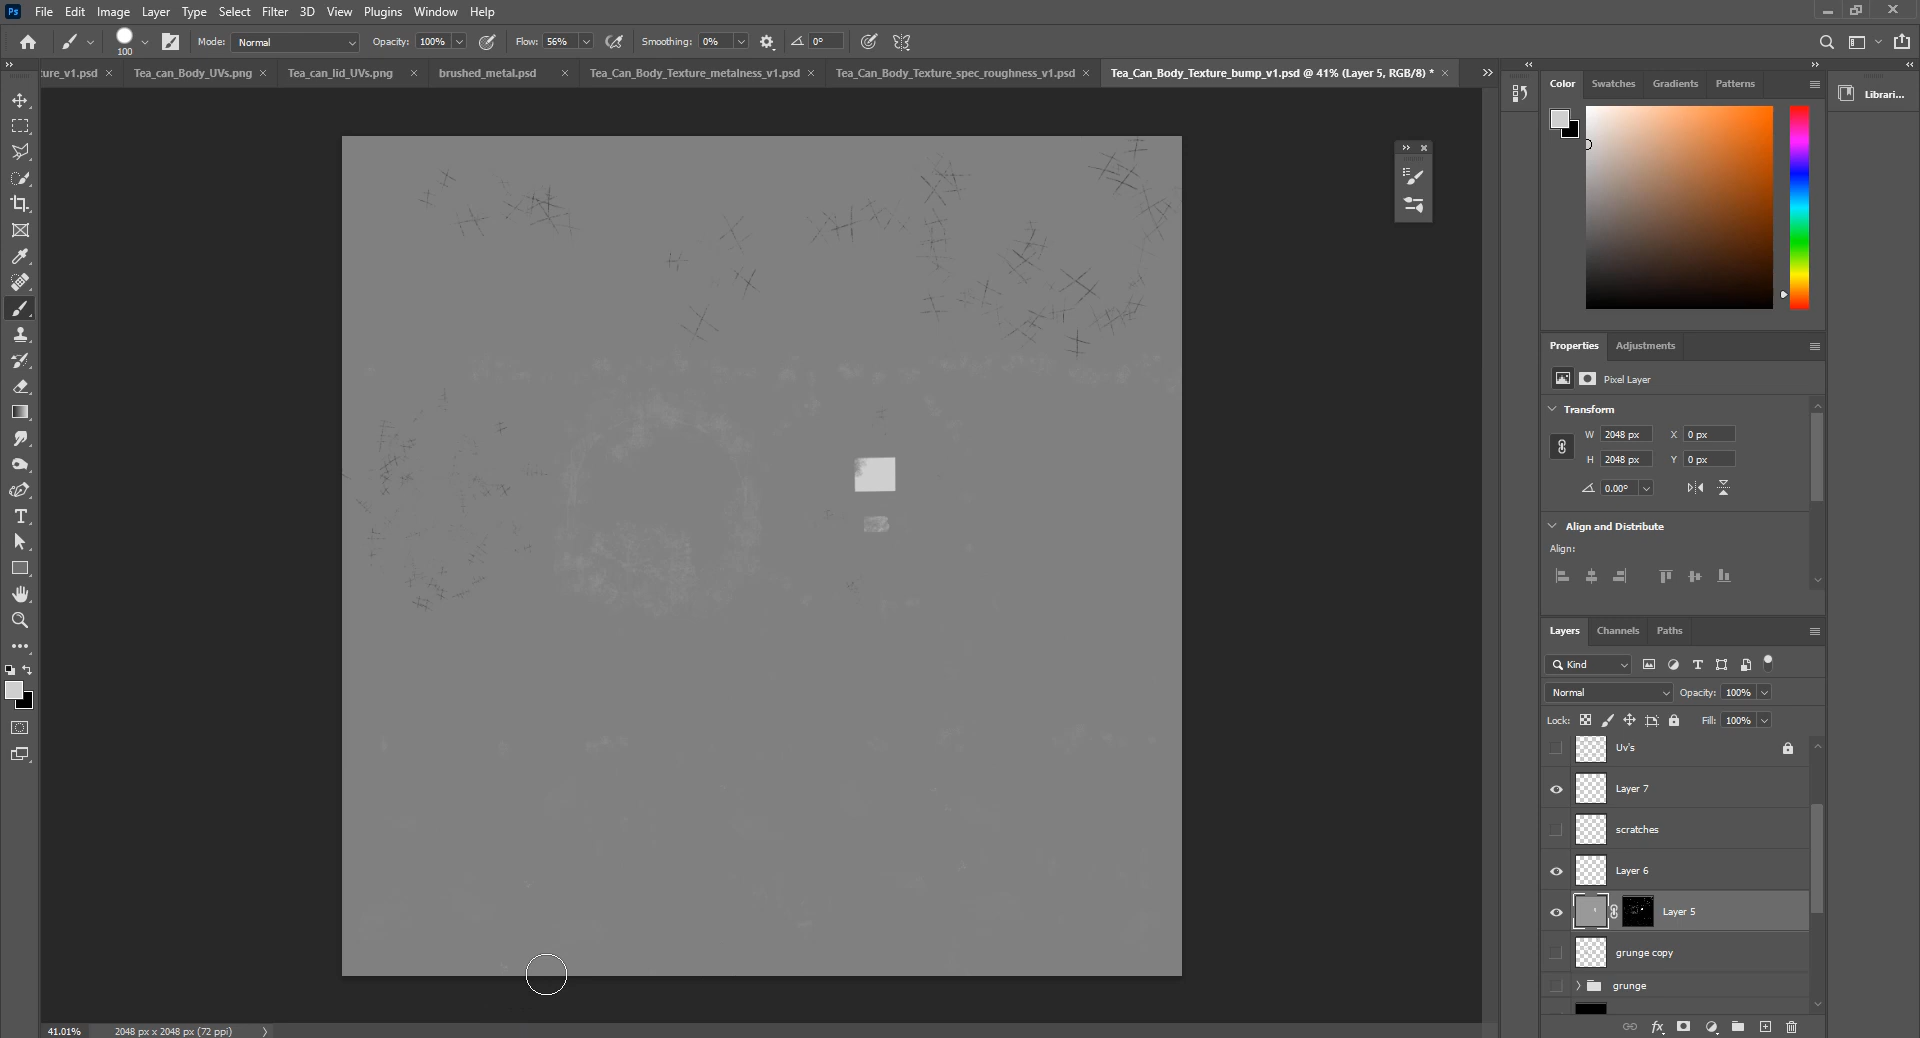 Ps File Edit Image Layer Type Select Filter 3D View Plugins Window Help
100 Mode: Normal Opacity: 100% Flow: 56% Smoothing: 0% 0°
ure_v1.psd × Tea_can_Body_UVs.png × Tea_can_lid_UVs.png × brushed_metal.psd × Tea_Can_Body_Texture_metalness_v1.psd × Tea_Can_Body_Texture_spec_roughness_v1.psd × Tea_Can_Body_Texture_bump_v1.psd @ 41% (Layer 5, RGB/8) * ×
Color Swatches Gradients Patterns
Librari...
Properties Adjustments
Pixel Layer
Transform
W 2048 px X 0 px
H 2048 px Y 0 px
0.00°
Align and Distribute
Align:
Layers Channels Paths
Kind
Normal Opacity: 100%
Lock: Fill: 100%
Uv's
Layer 7
scratches
Layer 6
Layer 5
grunge copy
grunge
41.01% 2048 px x 2048 px (72 ppi)